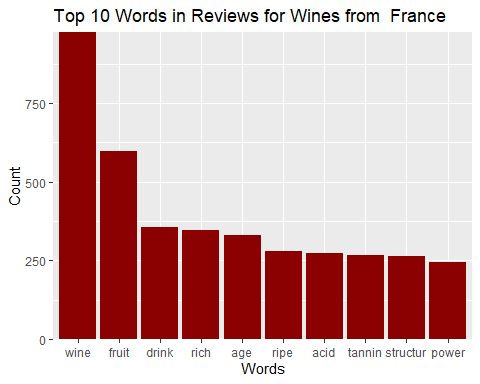 Top 10 Words in Reviews for Wines from  France
Count
750
500
250
0
wine fruit drink rich age ripe acid tannin structur power
Words